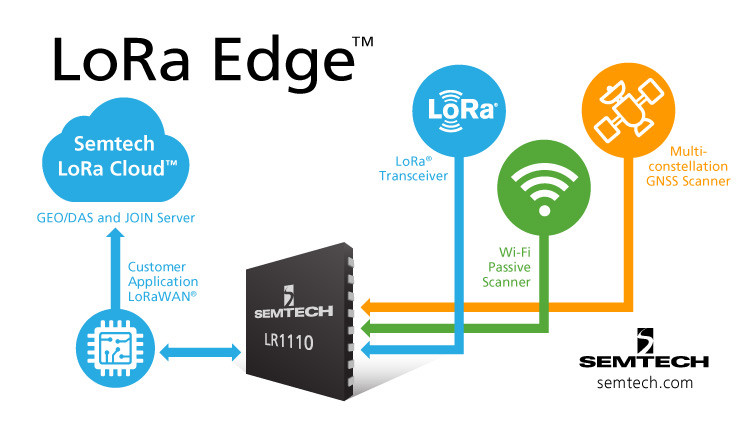 LoRa Edge™
Semtech
LoRa Cloud™
GEO/DAS and JOIN Server
Customer
Application
LoRaWAN®
SEMTECH
LR1110
LoRa®
LoRa®
Transceiver
Wi-Fi
Passive
Scanner
Multi-
constellation
GNSS Scanner
SEMTECH
semtech.com